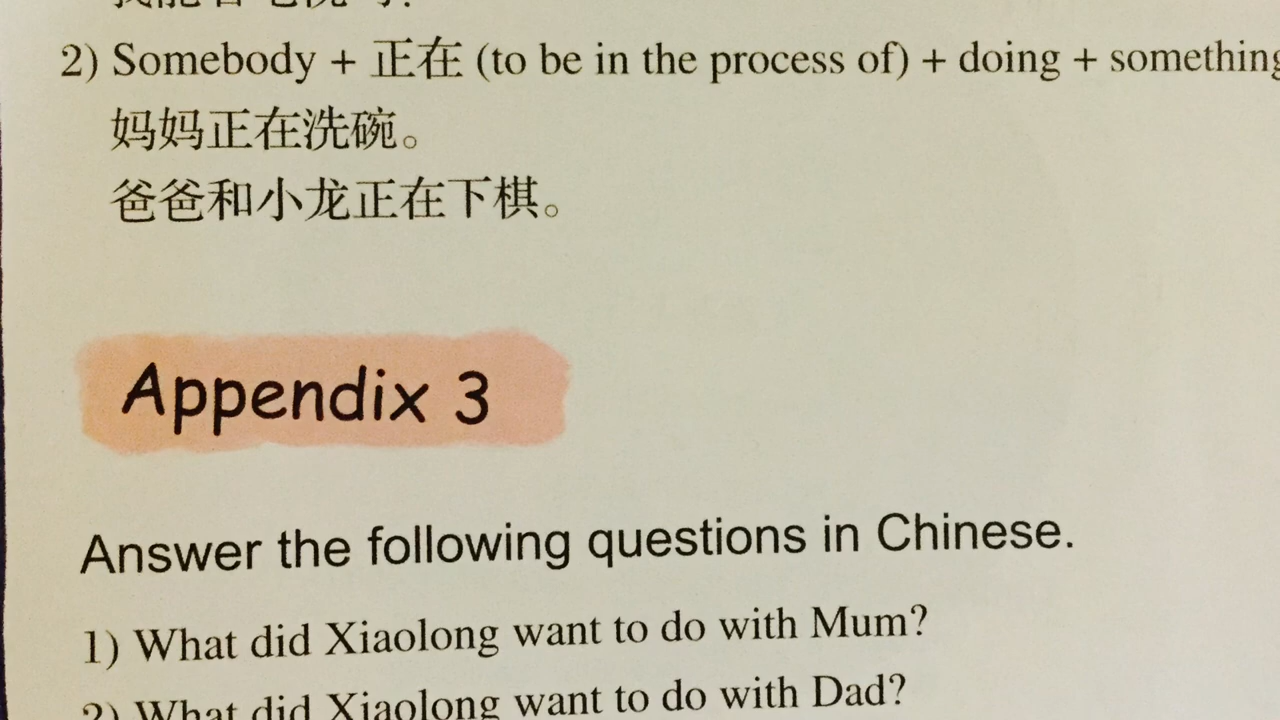 2) Somebody + 正在 (to be in the process of) + doing + something
妈妈正在洗碗。
爸爸和小龙正在下棋。
Appendix 3
Answer the following questions in Chinese.
1) What did Xiaolong want to do with Mum?
2) What did Xiaolong want to do with Dad?